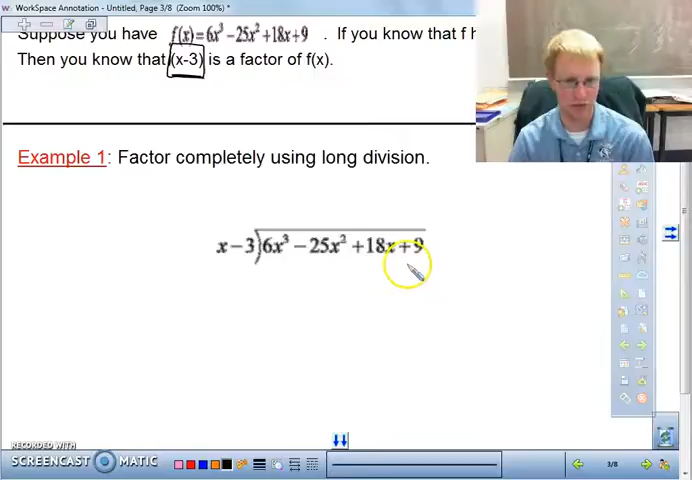 WorkSpace Annotation - Untitled, Page 3/8 (Zoom 100%) *
Suppose you have f(x)=6x³−25x²+18x+9 . If you know that f h
Then you know that (x-3) is a factor of f(x).
Example 1: Factor completely using long division.
x−3)6x³−25x²+18x+9
RECORDED WITH
SCREENCAST MATIC
3/8